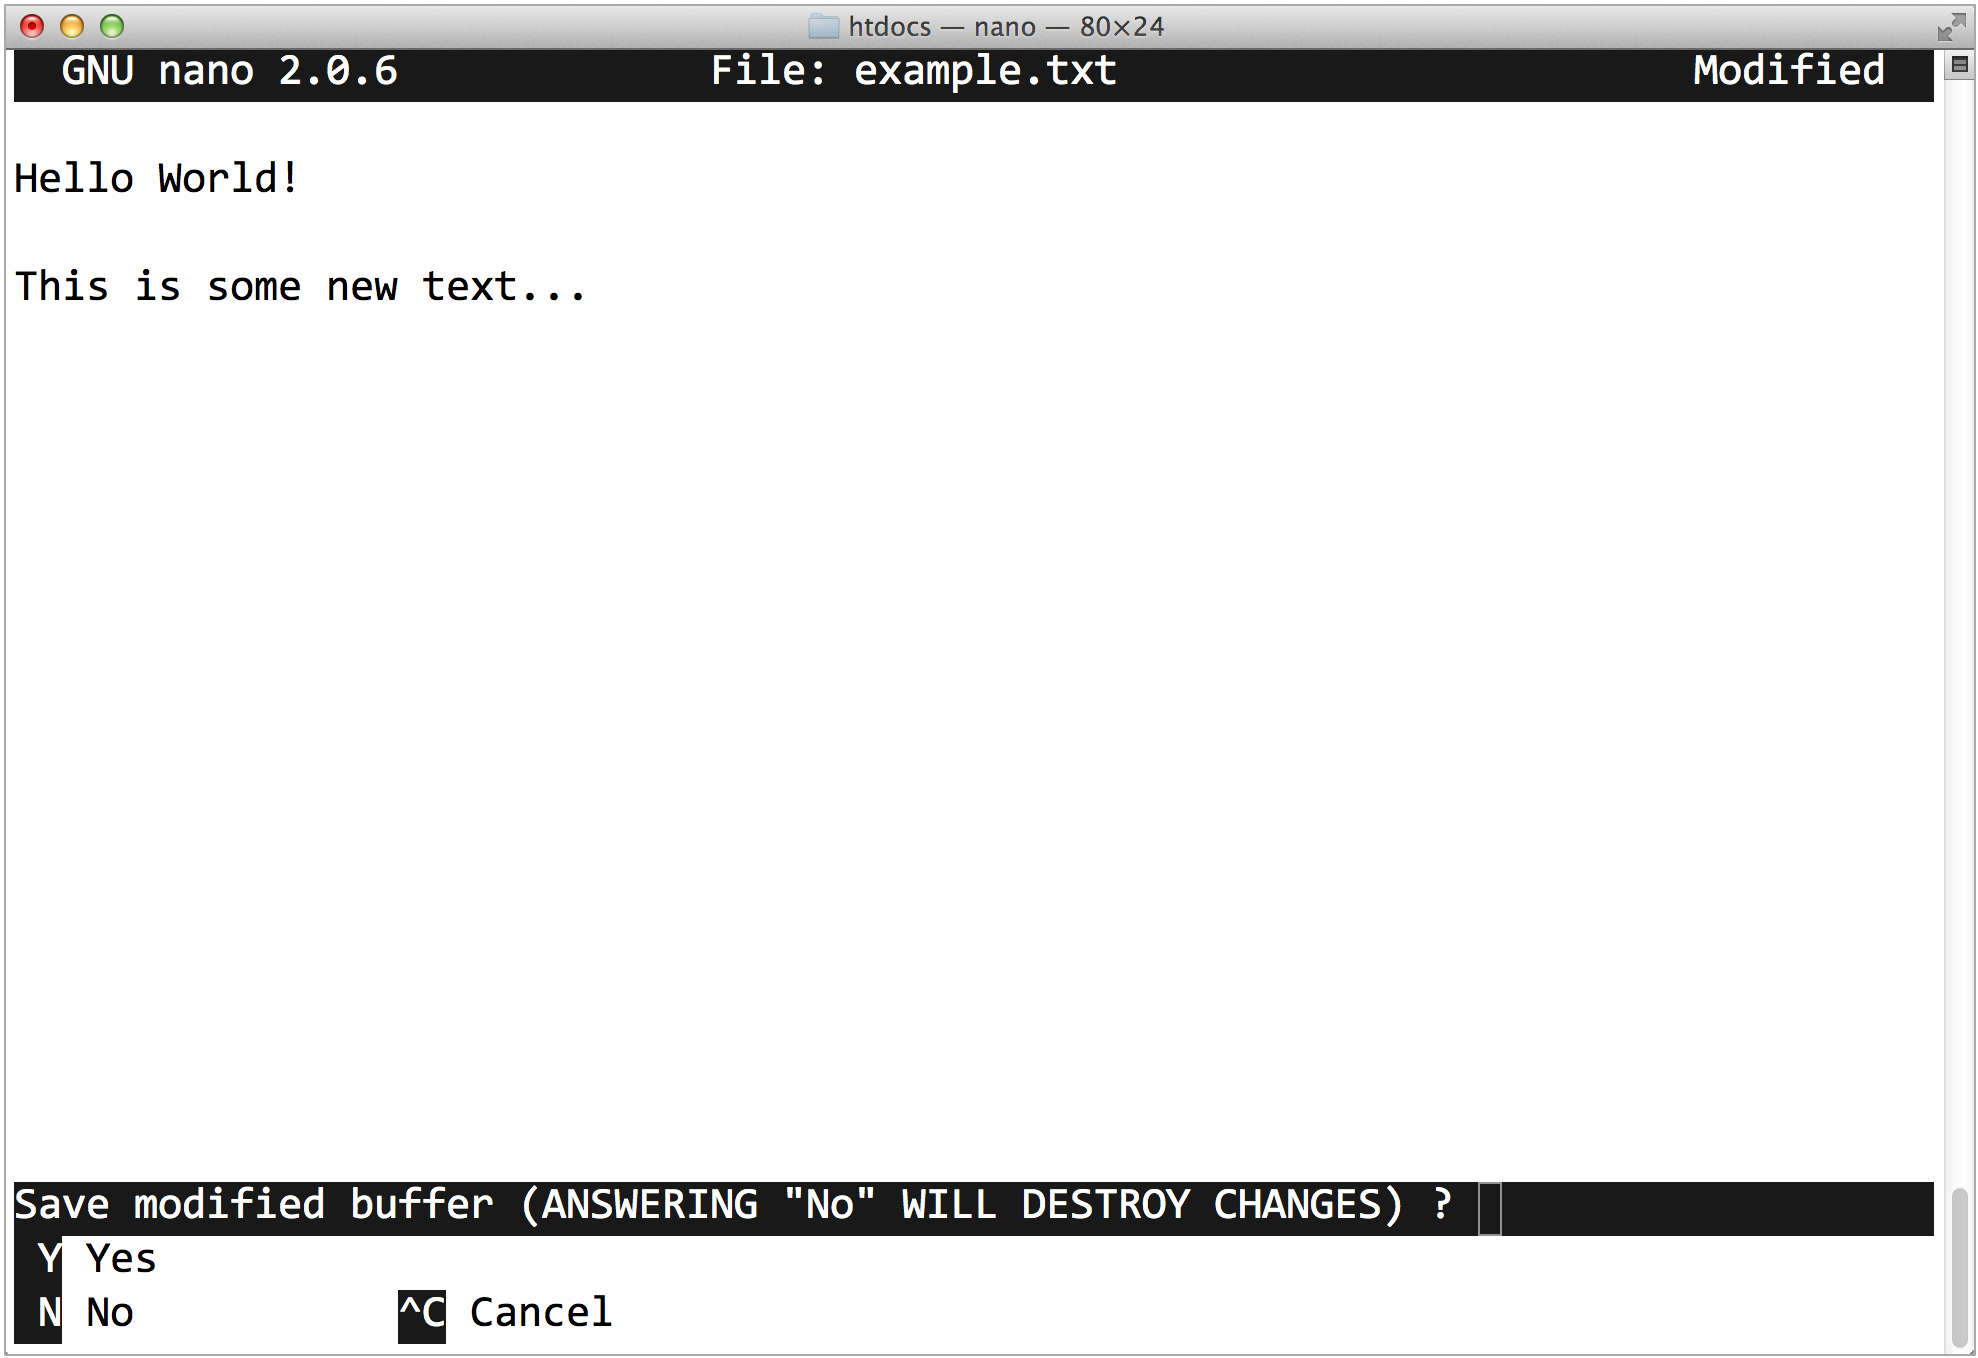 htdocs — nano — 80×24
GNU nano 2.0.6 File: example.txt Modified
Hello World!
This is some new text...
Save modified buffer (ANSWERING "No" WILL DESTROY CHANGES) ?
Y Yes
N No ^C Cancel